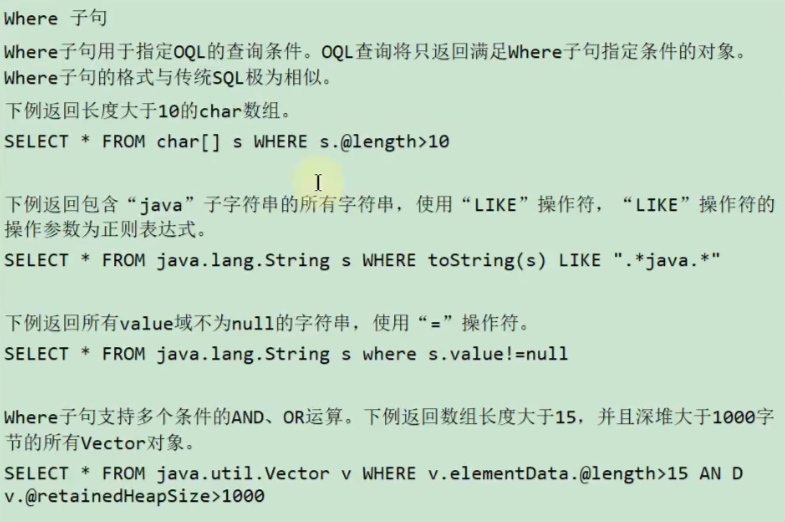 Where 子句
Where子句用于指定OQL的查询条件。OQL查询将只返回满足Where子句指定条件的对象。
Where子句的格式与传统SQL极为相似。
下例返回长度大于10的char数组。
SELECT * FROM char[] s WHERE s.@length>10
下例返回包含“java”子字符串的所有字符串，使用“LIKE”操作符，“LIKE”操作符的
操作参数为正则表达式。
SELECT * FROM java.lang.String s WHERE toString(s) LIKE ".*java.*"
下例返回所有value域不为null的字符串，使用“=”操作符。
SELECT * FROM java.lang.String s where s.value!=null
Where子句支持多个条件的AND、OR运算。下例返回数组长度大于15，并且深堆大于1000字
节的所有Vector对象。
SELECT * FROM java.util.Vector v WHERE v.elementData.@length>15 AN D
v.@retainedHeapSize>1000